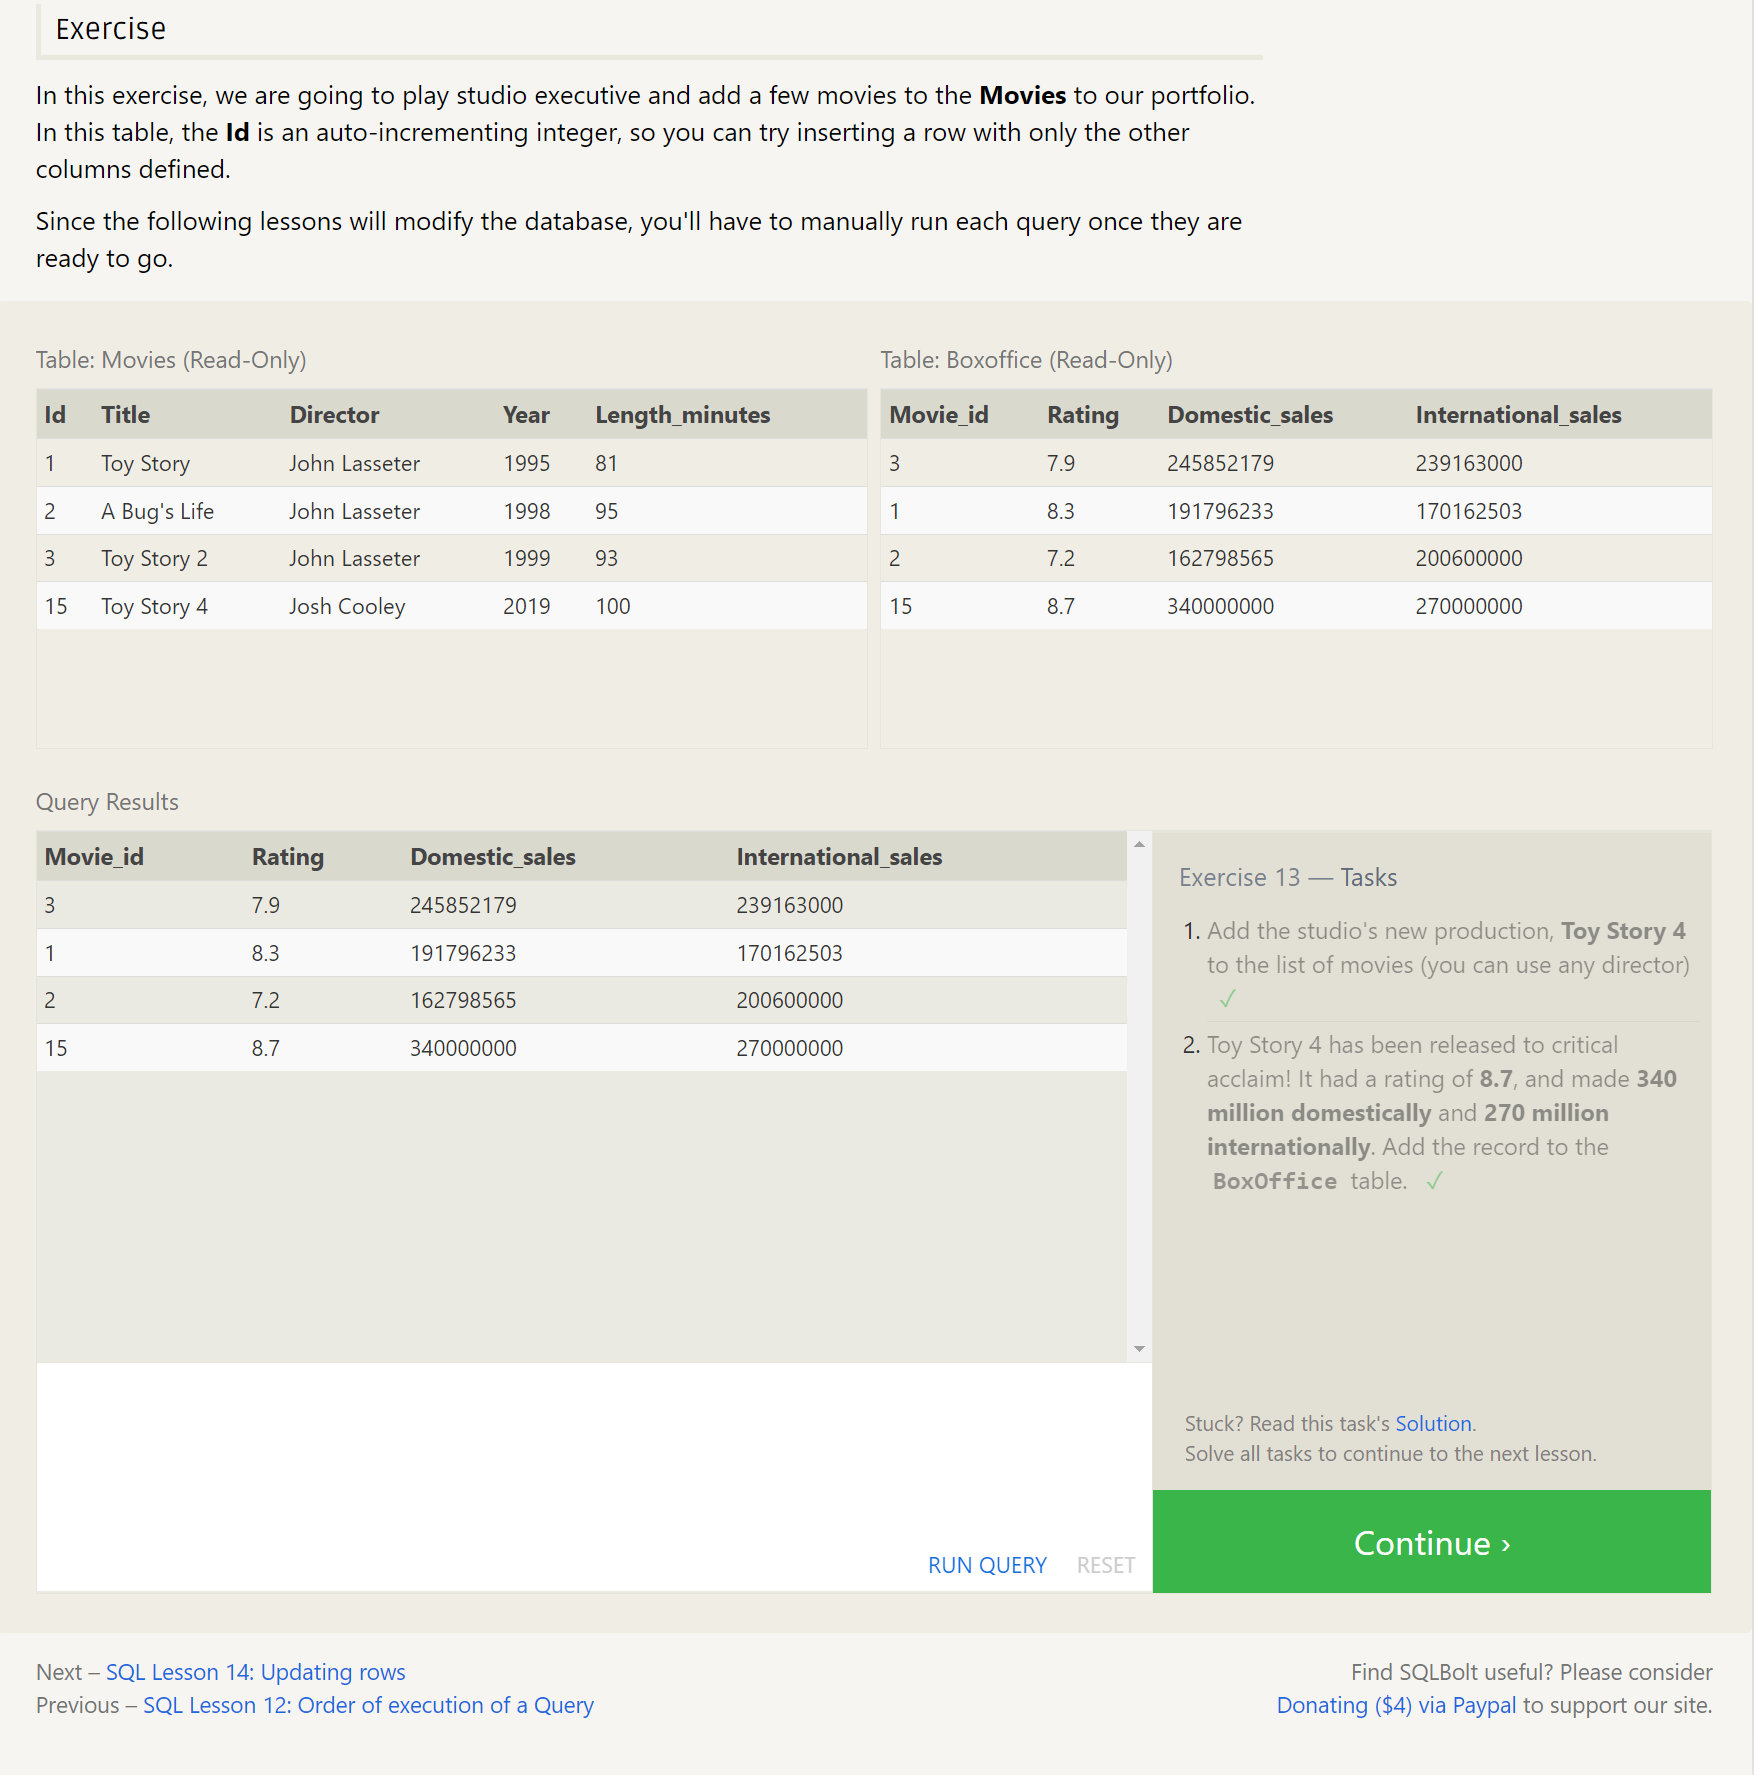 Exercise
In this exercise, we are going to play studio executive and add a few movies to the Movies to our portfolio.
In this table, the Id is an auto-incrementing integer, so you can try inserting a row with only the other
columns defined.
Since the following lessons will modify the database, you'll have to manually run each query once they are
ready to go.
Table: Movies (Read-Only)
Id Title Director Year Length_minutes
1 Toy Story John Lasseter 1995 81
2 A Bug's Life John Lasseter 1998 95
3 Toy Story 2 John Lasseter 1999 93
15 Toy Story 4 Josh Cooley 2019 100
Table: Boxoffice (Read-Only)
Movie_id Rating Domestic_sales International_sales
3 7.9 245852179 239163000
1 8.3 191796233 170162503
2 7.2 162798565 200600000
15 8.7 340000000 270000000
Query Results
Movie_id Rating Domestic_sales International_sales
3 7.9 245852179 239163000
1 8.3 191796233 170162503
2 7.2 162798565 200600000
15 8.7 340000000 270000000
RUN QUERY RESET
Exercise 13 — Tasks
1. Add the studio's new production, Toy Story 4
to the list of movies (you can use any director)
✓
2. Toy Story 4 has been released to critical
acclaim! It had a rating of 8.7, and made 340
million domestically and 270 million
internationally. Add the record to the
BoxOffice table. ✓
Stuck? Read this task's Solution.
Solve all tasks to continue to the next lesson.
Continue ›
Next – SQL Lesson 14: Updating rows
Previous – SQL Lesson 12: Order of execution of a Query
Find SQLBolt useful? Please consider
Donating ($4) via Paypal to support our site.